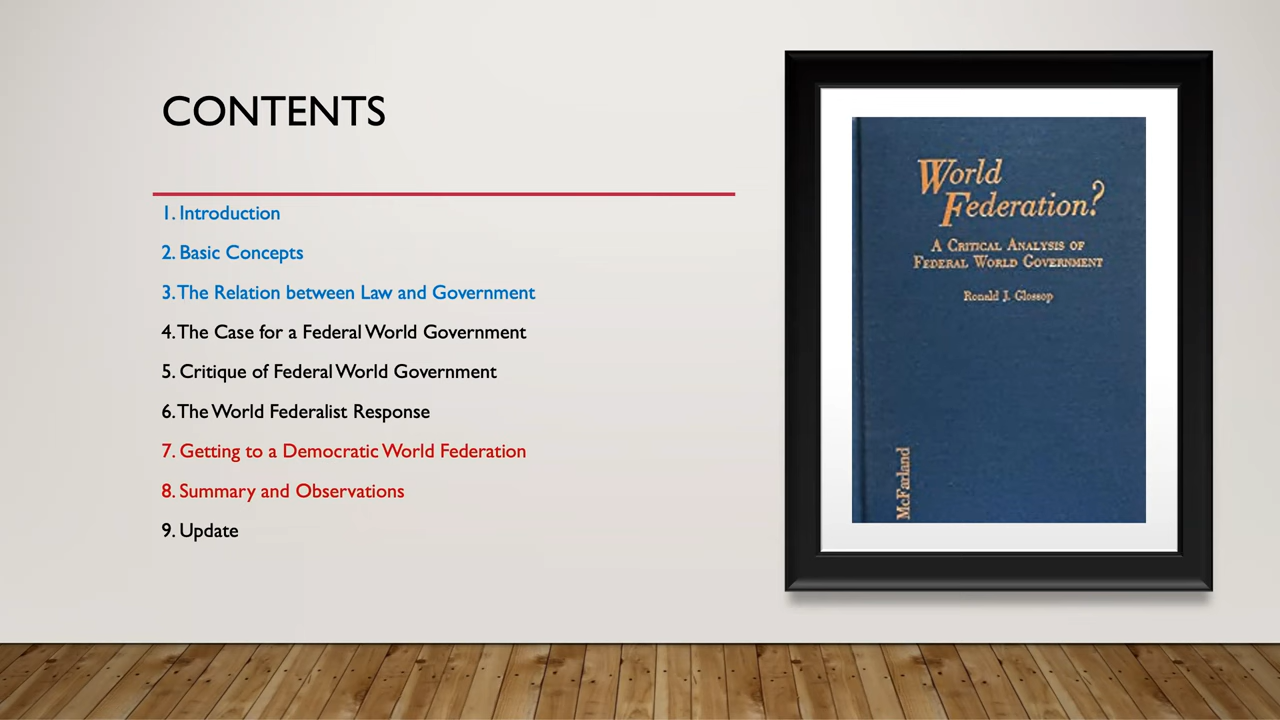 CONTENTS
1. Introduction
2. Basic Concepts
3. The Relation between Law and Government
4. The Case for a Federal World Government
5. Critique of Federal World Government
6. The World Federalist Response
7. Getting to a Democratic World Federation
8. Summary and Observations
9. Update
World
Federation?
A CRITICAL ANALYSIS OF
FEDERAL WORLD GOVERNMENT
Ronald J. Glossop
McFarland